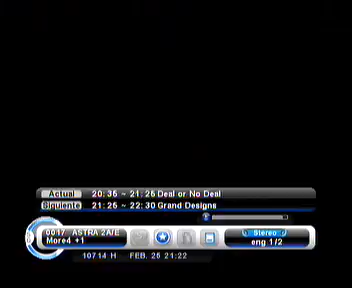 Actual 20:35 ~ 21:25 Deal or No Deal
Siguiente 21:25 ~ 22:30 Grand Designs
0017 ASTRA 2A/E
More4 +1
Stereo
eng 1/2
10714 H FEB. 25 21:22